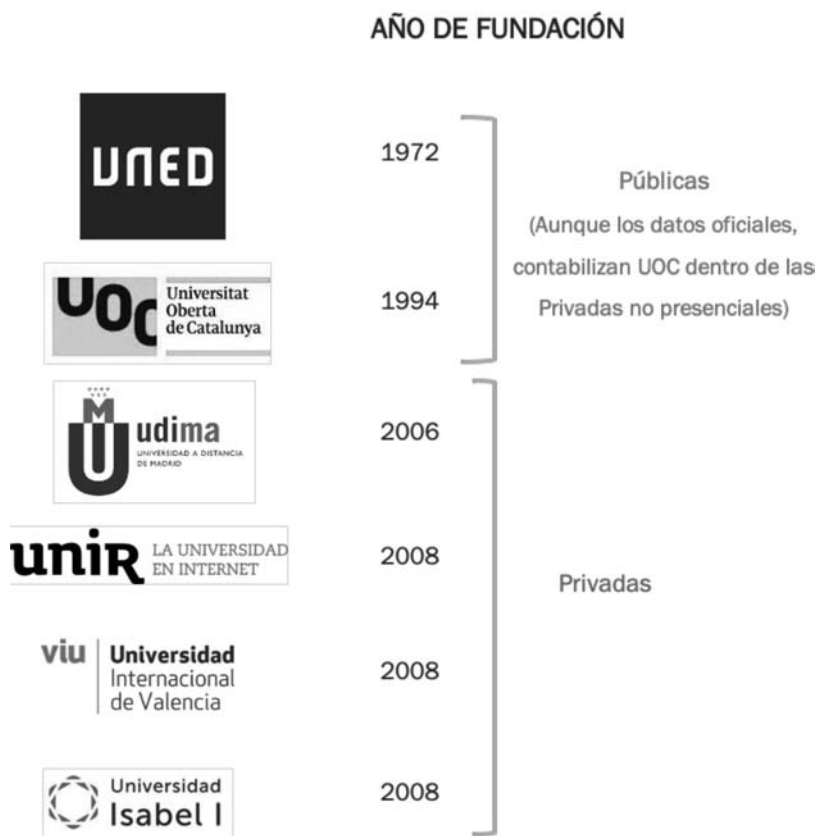 AÑO DE FUNDACIÓN
UNED
1972
Públicas
(Aunque los datos oficiales,
contabilizan UOC dentro de las
Privadas no presenciales)
UOC
Universitat
Oberta
de Catalunya
1994
MU
udima
UNIVERSIDAD A DISTANCIA
DE MADRID
2006
unir
LA UNIVERSIDAD
EN INTERNET
2008
Privadas
viu
Universidad
Internacional
de Valencia
2008
Universidad
Isabel I
2008